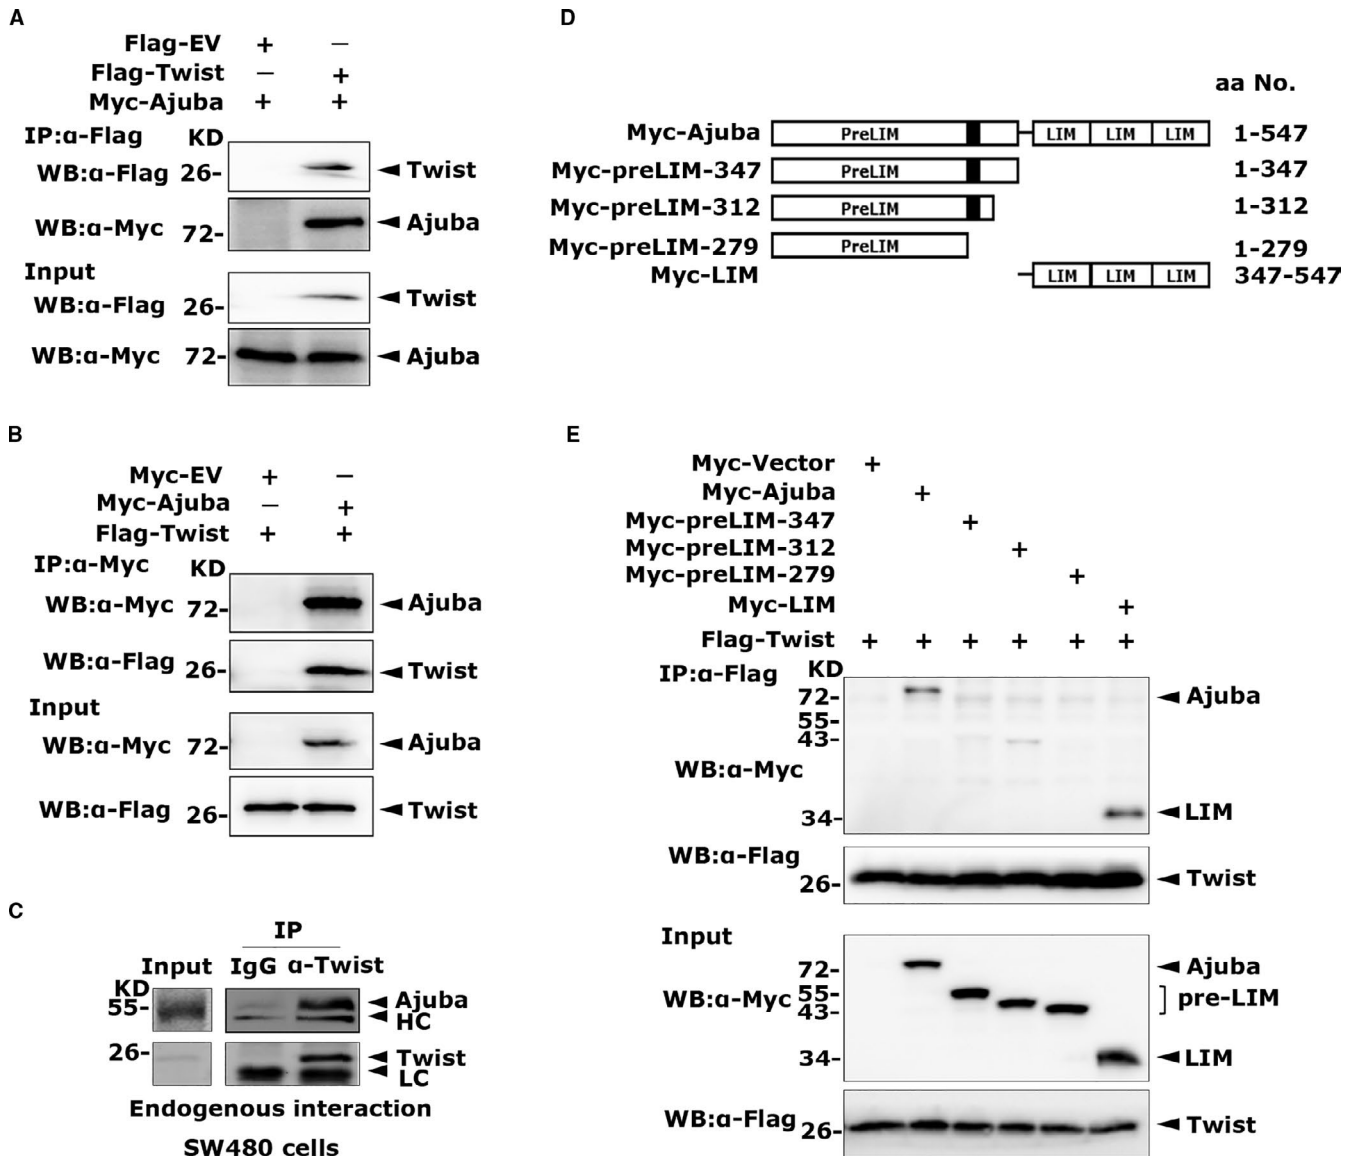 A
Flag-EV + –
Flag-Twist – +
Myc-Ajuba + +
IP:α-Flag KD
WB:α-Flag 26- Twist
WB:α-Myc 72- Ajuba
Input
WB:α-Flag 26- Twist
WB:α-Myc 72- Ajuba
B
Myc-EV + –
Myc-Ajuba – +
Flag-Twist + +
IP:α-Myc KD
WB:α-Myc 72- Ajuba
WB:α-Flag 26- Twist
Input
WB:α-Myc 72- Ajuba
WB:α-Flag 26- Twist
C
IP
Input IgG α-Twist
KD
55- Ajuba
HC
26- Twist
LC
Endogenous interaction
SW480 cells
D
aa No.
Myc-Ajuba PreLIM LIM LIM LIM 1-547
Myc-preLIM-347 PreLIM 1-347
Myc-preLIM-312 PreLIM 1-312
Myc-preLIM-279 PreLIM 1-279
Myc-LIM LIM LIM LIM 347-547
E
Myc-Vector +
Myc-Ajuba +
Myc-preLIM-347 +
Myc-preLIM-312 +
Myc-preLIM-279 +
Myc-LIM +
Flag-Twist + + + + + +
IP:α-Flag KD
72- Ajuba
55-
43-
WB:α-Myc
34- LIM
WB:α-Flag
26- Twist
Input
72- Ajuba
WB:α-Myc 55- pre-LIM
43-
34- LIM
WB:α-Flag 26- Twist